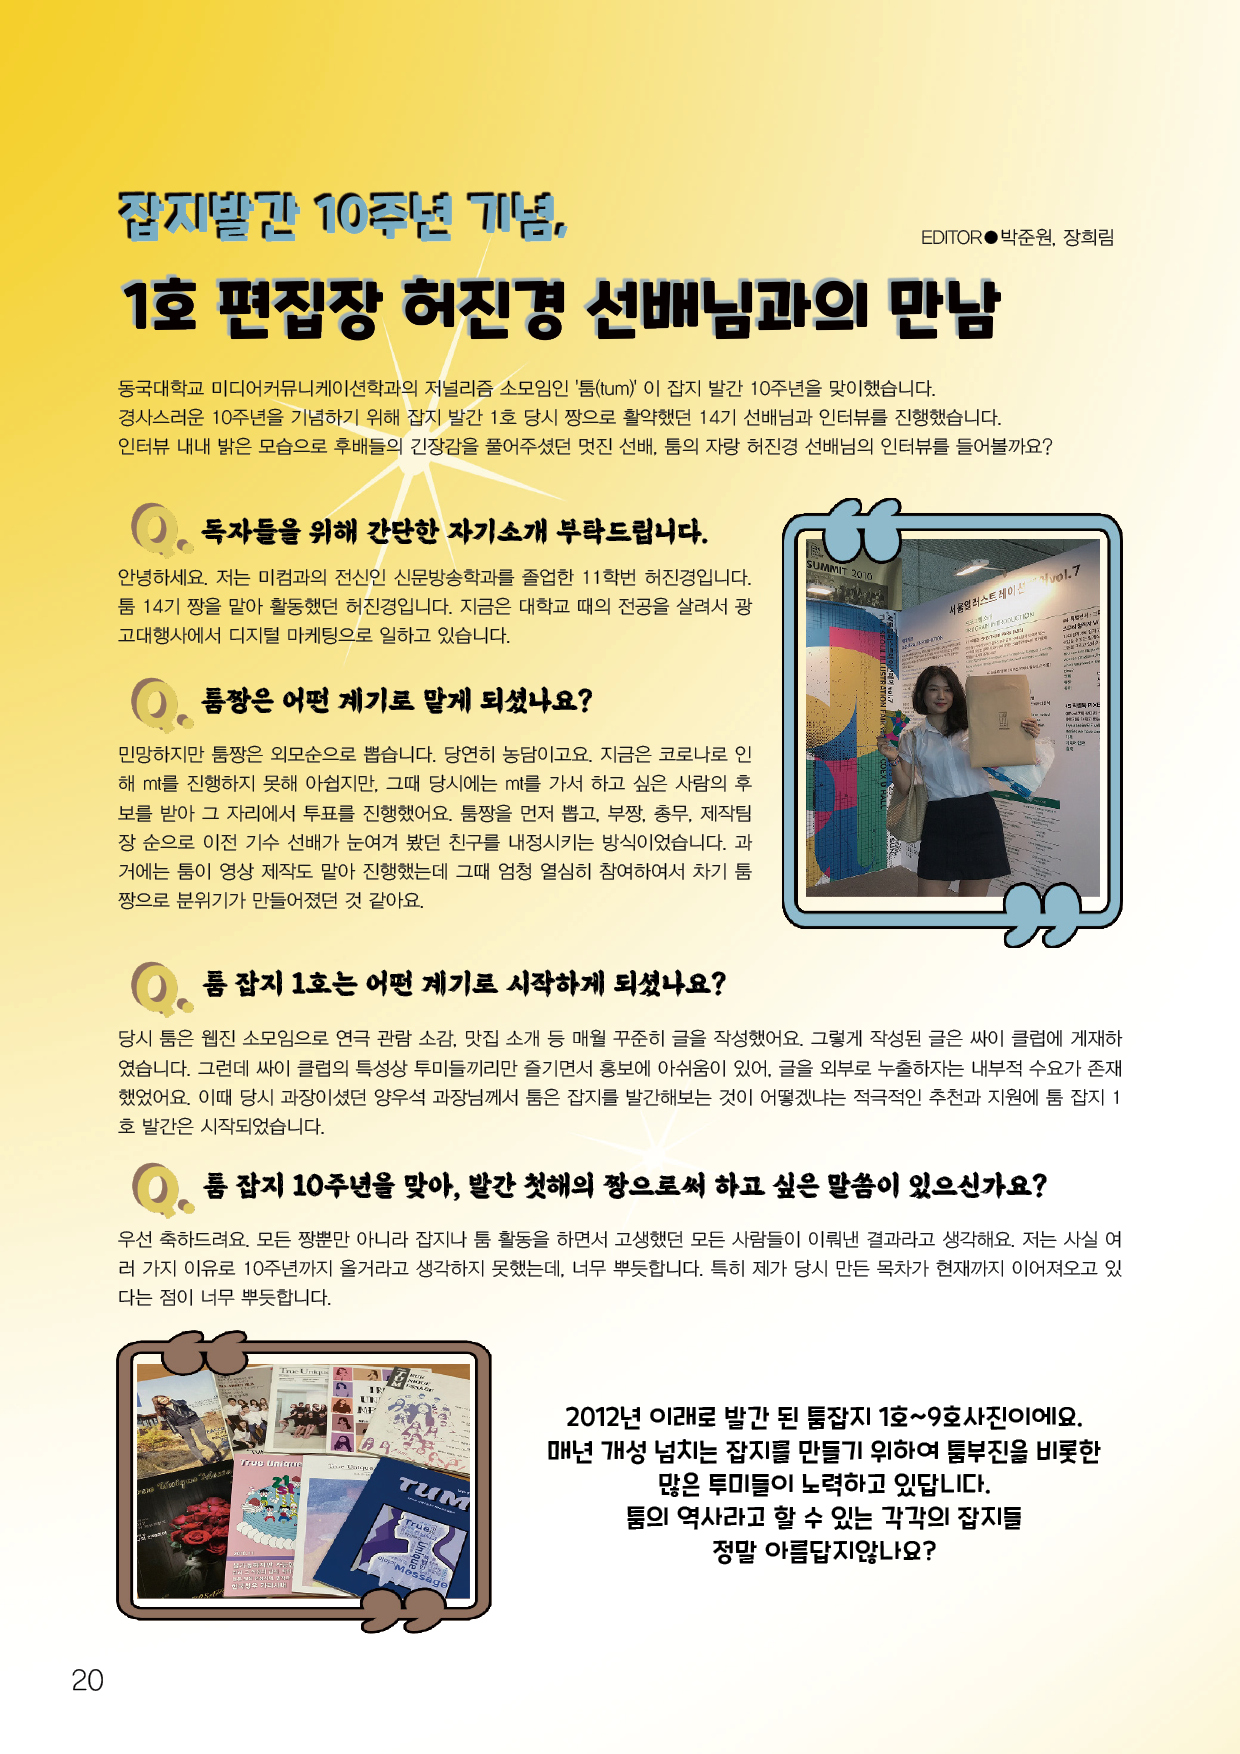 잡지발간 10주년 기념,
EDITOR●박준원, 장희림
1호 편집장 허진경 선배님과의 만남
동국대학교 미디어커뮤니케이션학과의 저널리즘 소모임인 '툼(tum)' 이 잡지 발간 10주년을 맞이했습니다.
경사스러운 10주년을 기념하기 위해 잡지 발간 1호 당시 짱으로 활약했던 14기 선배님과 인터뷰를 진행했습니다.
인터뷰 내내 밝은 모습으로 후배들의 긴장감을 풀어주셨던 멋진 선배, 툼의 자랑 허진경 선배님의 인터뷰를 들어볼까요?
Q. 독자들을 위해 간단한 자기소개 부탁드립니다.
안녕하세요. 저는 미컴과의 전신인 신문방송학과를 졸업한 11학번 허진경입니다.
툼 14기 짱을 맡아 활동했던 허진경입니다. 지금은 대학교 때의 전공을 살려서 광
고대행사에서 디지털 마케팅으로 일하고 있습니다.
Q. 툼짱은 어떤 계기로 맡게 되셨나요?
민망하지만 툼짱은 외모순으로 뽑습니다. 당연히 농담이고요. 지금은 코로나로 인
해 mt를 진행하지 못해 아쉽지만, 그때 당시에는 mt를 가서 하고 싶은 사람의 후
보를 받아 그 자리에서 투표를 진행했어요. 툼짱을 먼저 뽑고, 부짱, 총무, 제작팀
장 순으로 이전 기수 선배가 눈여겨 봤던 친구를 내정시키는 방식이었습니다. 과
거에는 툼이 영상 제작도 맡아 진행했는데 그때 엄청 열심히 참여하여서 차기 툼
짱으로 분위기가 만들어졌던 것 같아요.
SUMMIT 2010
서울일러스트레이션
vol.7
Q. 툼 잡지 1호는 어떤 계기로 시작하게 되셨나요?
당시 툼은 웹진 소모임으로 연극 관람 소감, 맛집 소개 등 매월 꾸준히 글을 작성했어요. 그렇게 작성된 글은 싸이 클럽에 게재하
였습니다. 그런데 싸이 클럽의 특성상 투미들끼리만 즐기면서 홍보에 아쉬움이 있어, 글을 외부로 누출하자는 내부적 수요가 존재
했었어요. 이때 당시 과장이셨던 양우석 과장님께서 툼은 잡지를 발간해보는 것이 어떻겠냐는 적극적인 추천과 지원에 툼 잡지 1
호 발간은 시작되었습니다.
Q. 툼 잡지 10주년을 맞아, 발간 첫해의 짱으로써 하고 싶은 말씀이 있으신가요?
우선 축하드려요. 모든 짱뿐만 아니라 잡지나 툼 활동을 하면서 고생했던 모든 사람들이 이뤄낸 결과라고 생각해요. 저는 사실 여
러 가지 이유로 10주년까지 올거라고 생각하지 못했는데, 너무 뿌듯합니다. 특히 제가 당시 만든 목차가 현재까지 이어져오고 있
다는 점이 너무 뿌듯합니다.
True Unique
TUM
True
Unique
Message
2012년 이래로 발간 된 툼잡지 1호~9호사진이에요.
매년 개성 넘치는 잡지를 만들기 위하여 툼부진을 비롯한
많은 투미들이 노력하고 있답니다.
툼의 역사라고 할 수 있는 각각의 잡지들
정말 아름답지않나요?
20